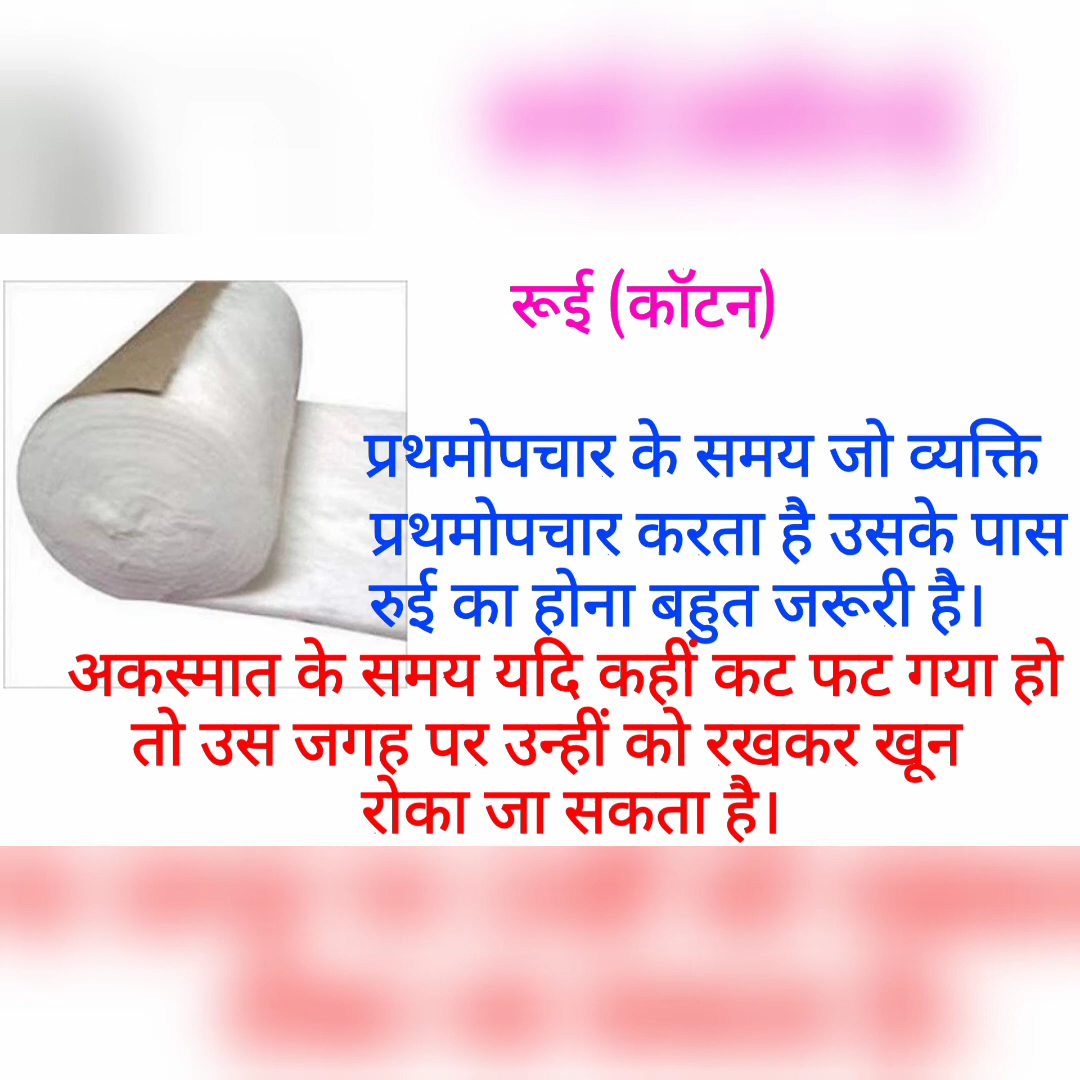 रूई (कॉटन)
प्रथमोपचार के समय जो व्यक्ति
प्रथमोपचार करता है उसके पास
रुई का होना बहुत जरूरी है।
अकस्मात के समय यदि कहीं कट फट गया हो
तो उस जगह पर उन्हीं को रखकर खून
रोका जा सकता है।